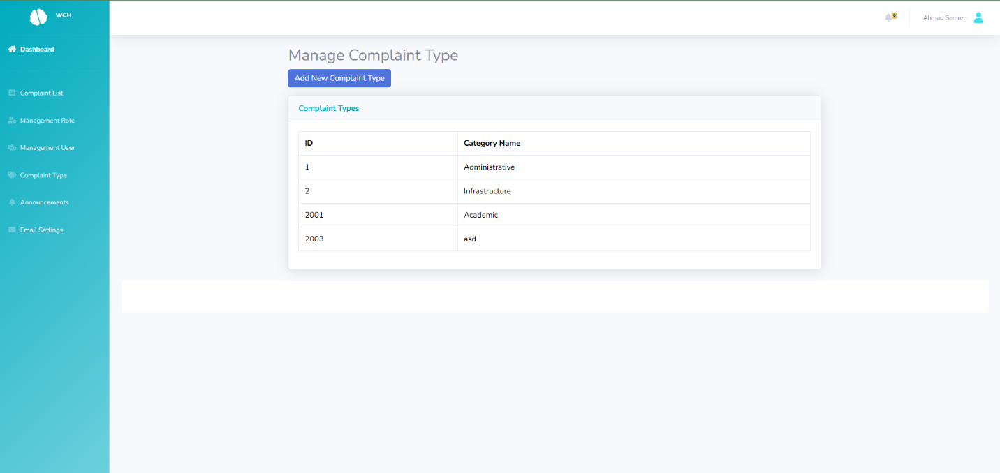 WCH
0
Ahmad Semren
Dashboard
Complaint List
Management Role
Management User
Complaint Type
Announcements
Email Settings
Manage Complaint Type
Add New Complaint Type
Complaint Types
ID Category Name
1 Administrative
2 Infrastructure
2001 Academic
2003 asd